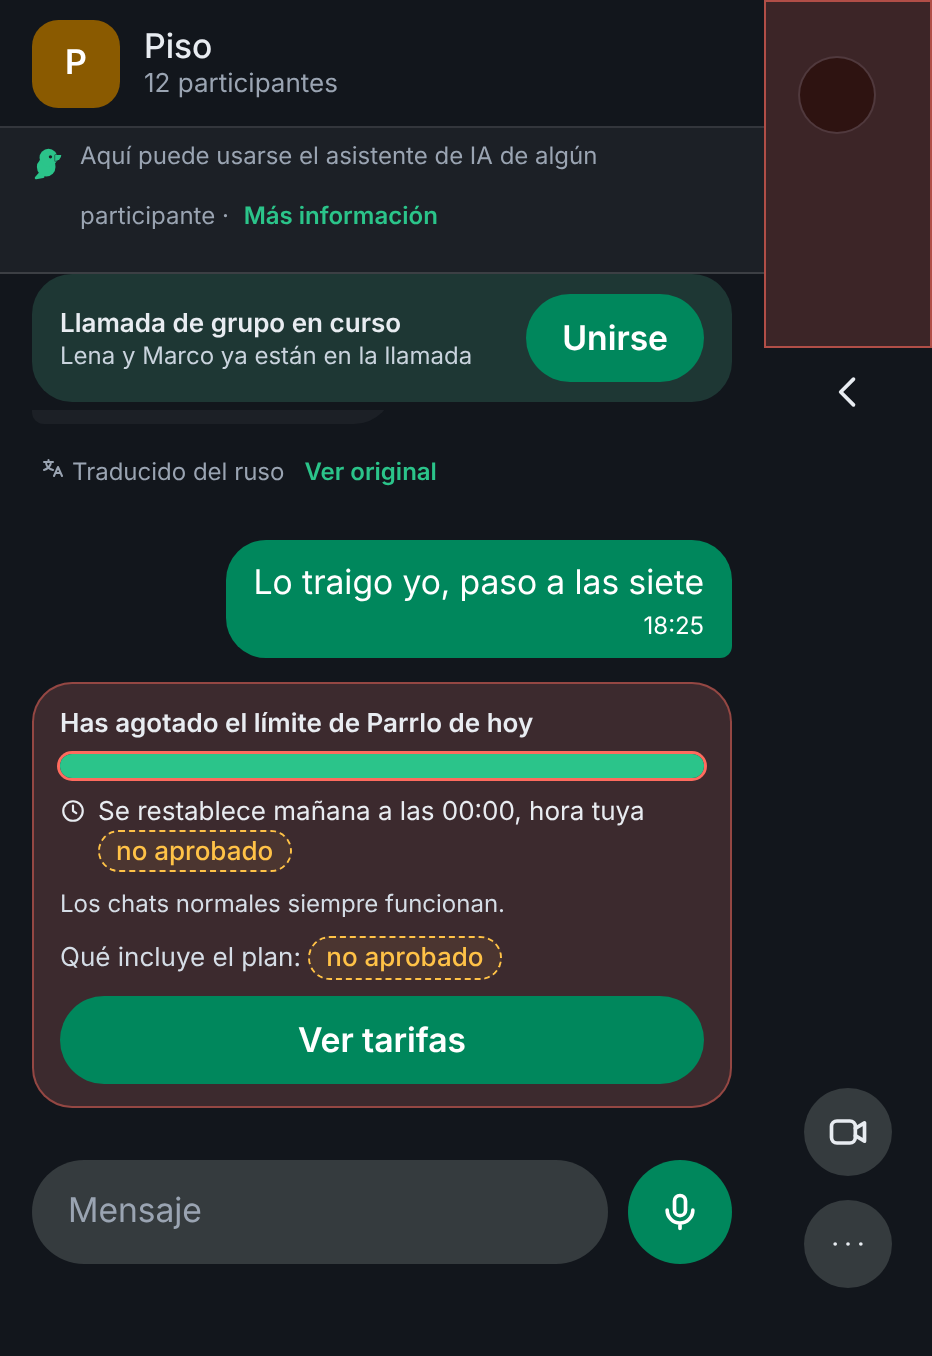 P
Piso
12 participantes
Aquí puede usarse el asistente de IA de algún
participante · Más información
Llamada de grupo en curso
Lena y Marco ya están en la llamada
Unirse
Traducido del ruso Ver original
Lo traigo yo, paso a las siete
18:25
Has agotado el límite de Parrlo de hoy
Se restablece mañana a las 00:00, hora tuya
no aprobado
Los chats normales siempre funcionan.
Qué incluye el plan: no aprobado
Ver tarifas
Mensaje